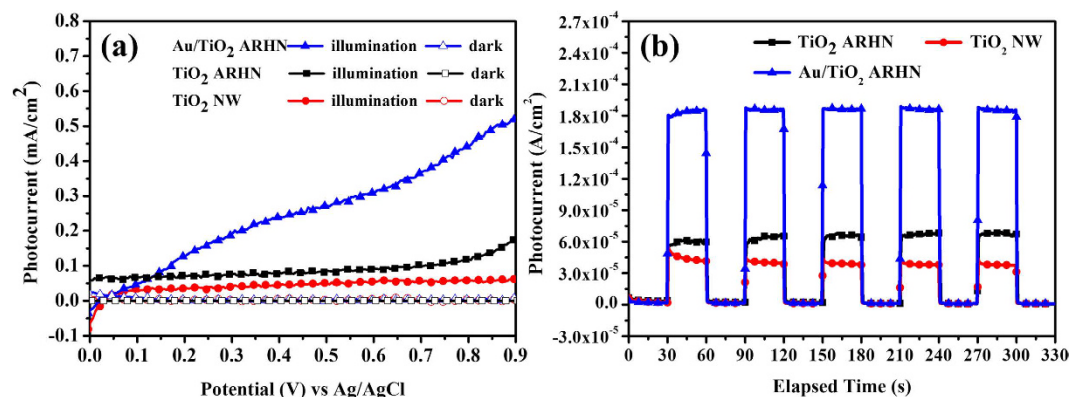 (a)
Au/TiO₂ ARHN illumination dark
TiO₂ ARHN illumination dark
TiO₂ NW illumination dark
Photocurrent (mA/cm²)
0.8
0.7
0.6
0.5
0.4
0.3
0.2
0.1
0.0
-0.1
0.0 0.1 0.2 0.3 0.4 0.5 0.6 0.7 0.8 0.9
Potential (V) vs Ag/AgCl
(b)
TiO₂ ARHN TiO₂ NW
Au/TiO₂ ARHN
Photocurrent (A/cm²)
2.7x10⁻⁴
2.4x10⁻⁴
2.1x10⁻⁴
1.8x10⁻⁴
1.5x10⁻⁴
1.2x10⁻⁴
9.0x10⁻⁵
6.0x10⁻⁵
3.0x10⁻⁵
0.0
-3.0x10⁻⁵
0 30 60 90 120 150 180 210 240 270 300 330
Elapsed Time (s)